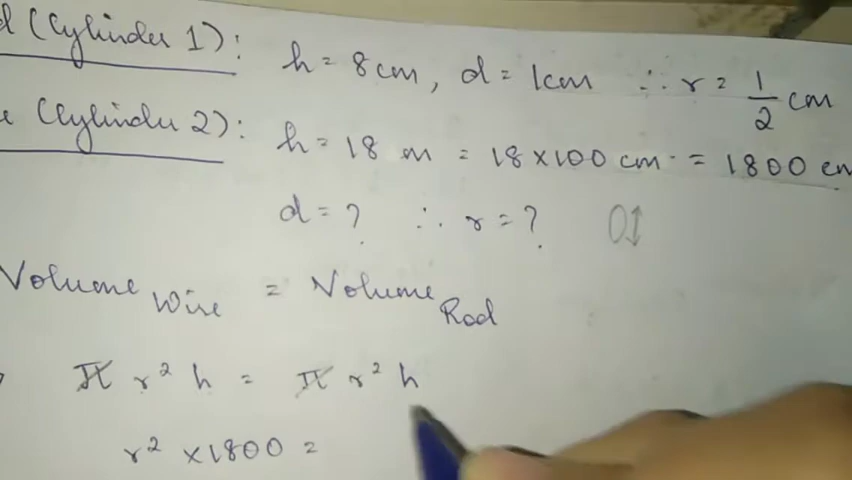 (Cylinder 1): h = 8cm, d = 1cm ∴ r = 1/2 cm
(Cylinder 2): h = 18 m = 18×100 cm = 1800 cm
d = ? ∴ r = ?
Volume Wire = Volume Rod
π r² h = π r² h
r² ×1800 =